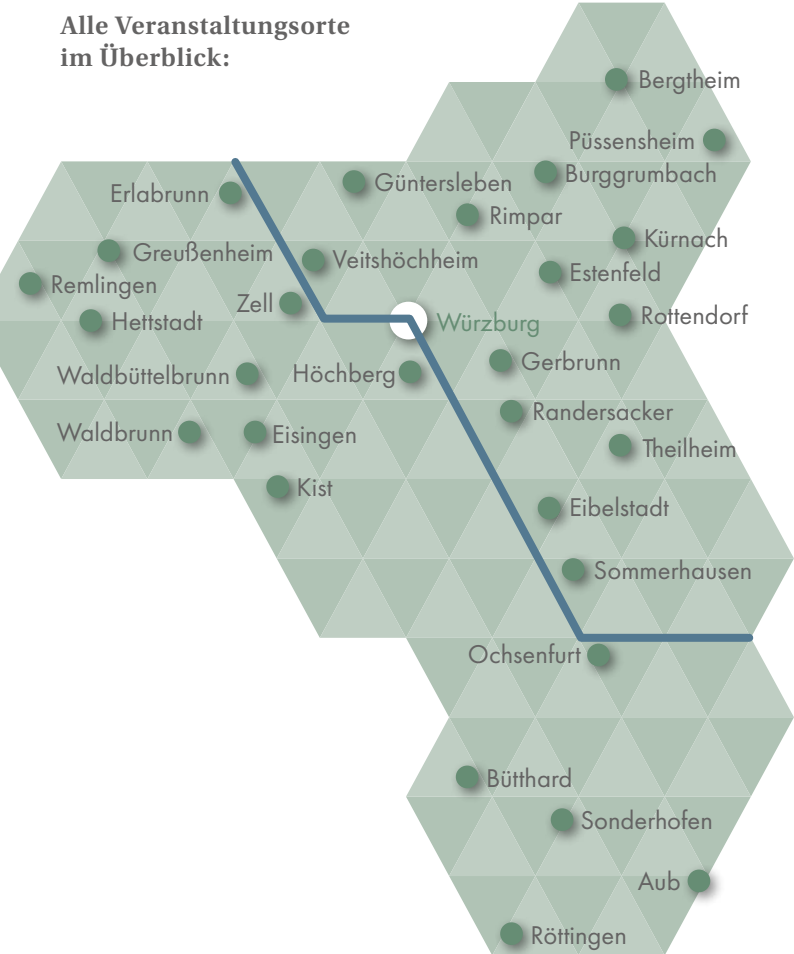 Alle Veranstaltungsorte
im Überblick:
Bergtheim
Püssensheim
Burggrumbach
Güntersleben
Erlabrunn
Rimpar
Kürnach
Greußenheim
Veitshöchheim
Estenfeld
Remlingen
Zell
Rottendorf
Hettstadt
Würzburg
Gerbrunn
Waldbüttelbrunn
Höchberg
Randersacker
Waldbrunn
Eisingen
Theilheim
Kist
Eibelstadt
Sommerhausen
Ochsenfurt
Bütthard
Sonderhofen
Aub
Röttingen